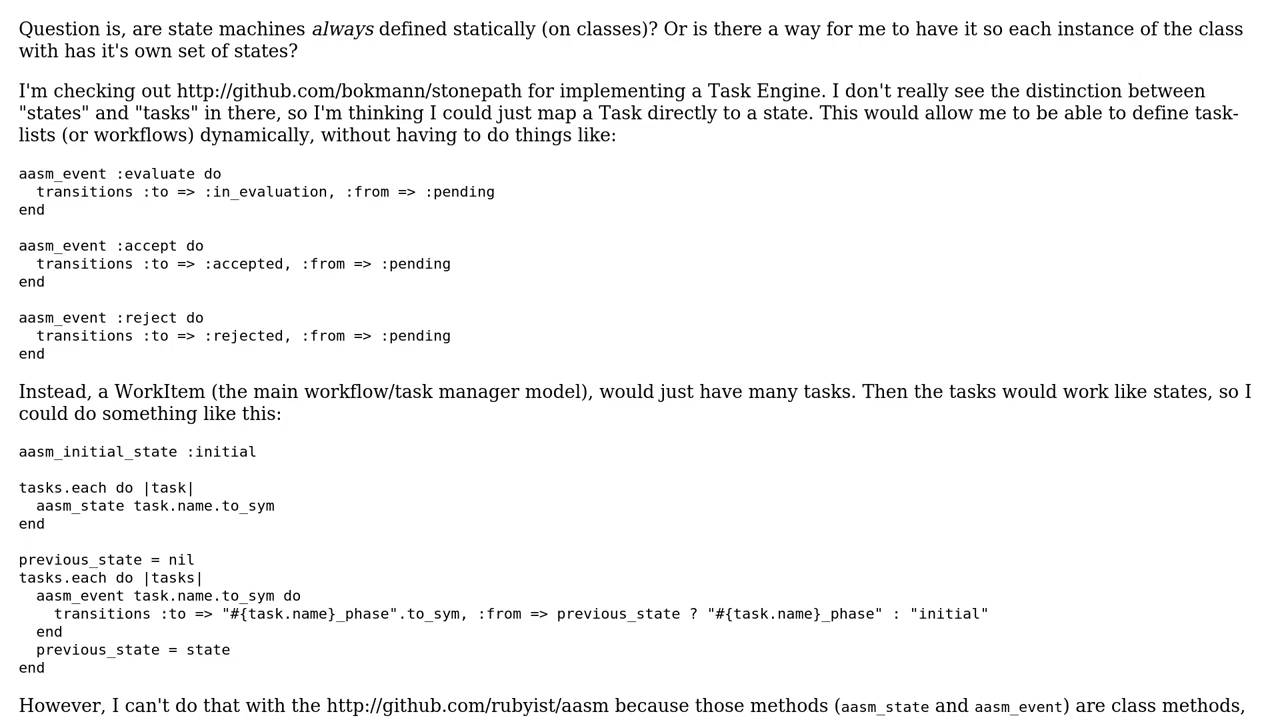 Question is, are state machines always defined statically (on classes)? Or is there a way for me to have it so each instance of the class
with has it's own set of states?
I'm checking out http://github.com/bokmann/stonepath for implementing a Task Engine. I don't really see the distinction between
"states" and "tasks" in there, so I'm thinking I could just map a Task directly to a state. This would allow me to be able to define task-
lists (or workflows) dynamically, without having to do things like:
aasm_event :evaluate do
  transitions :to => :in_evaluation, :from => :pending
end
aasm_event :accept do
  transitions :to => :accepted, :from => :pending
end
aasm_event :reject do
  transitions :to => :rejected, :from => :pending
end
Instead, a WorkItem (the main workflow/task manager model), would just have many tasks. Then the tasks would work like states, so I
could do something like this:
aasm_initial_state :initial
tasks.each do |task|
  aasm_state task.name.to_sym
end
previous_state = nil
tasks.each do |tasks|
  aasm_event task.name.to_sym do
    transitions :to => "#{task.name}_phase".to_sym, :from => previous_state ? "#{task.name}_phase" : "initial"
  end
  previous_state = state
end
However, I can't do that with the http://github.com/rubyist/aasm because those methods (aasm_state and aasm_event) are class methods,